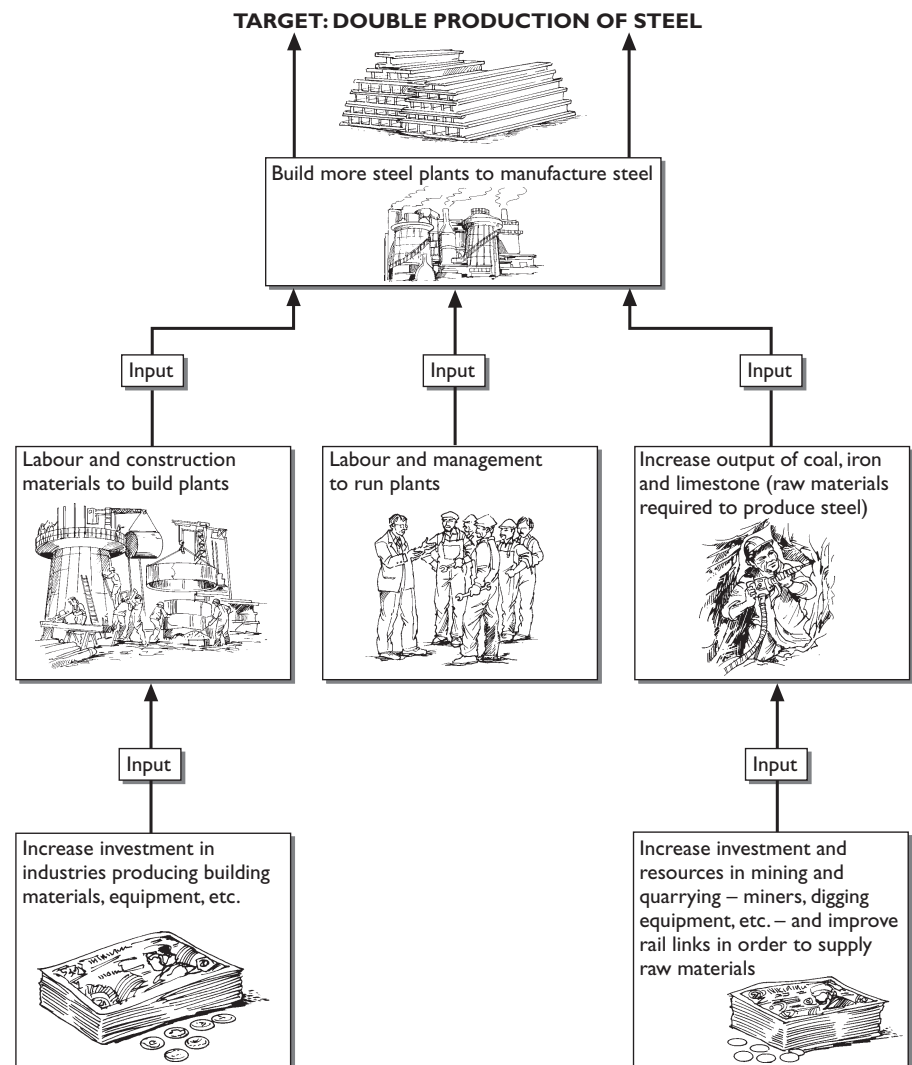 TARGET: DOUBLE PRODUCTION OF STEEL
Build more steel plants to manufacture steel
Input
Input
Input
Labour and construction
materials to build plants
Labour and management
to run plants
Increase output of coal, iron
and limestone (raw materials
required to produce steel)
Input
Input
Increase investment in
industries producing building
materials, equipment, etc.
Increase investment and
resources in mining and
quarrying – miners, digging
equipment, etc. – and improve
rail links in order to supply
raw materials